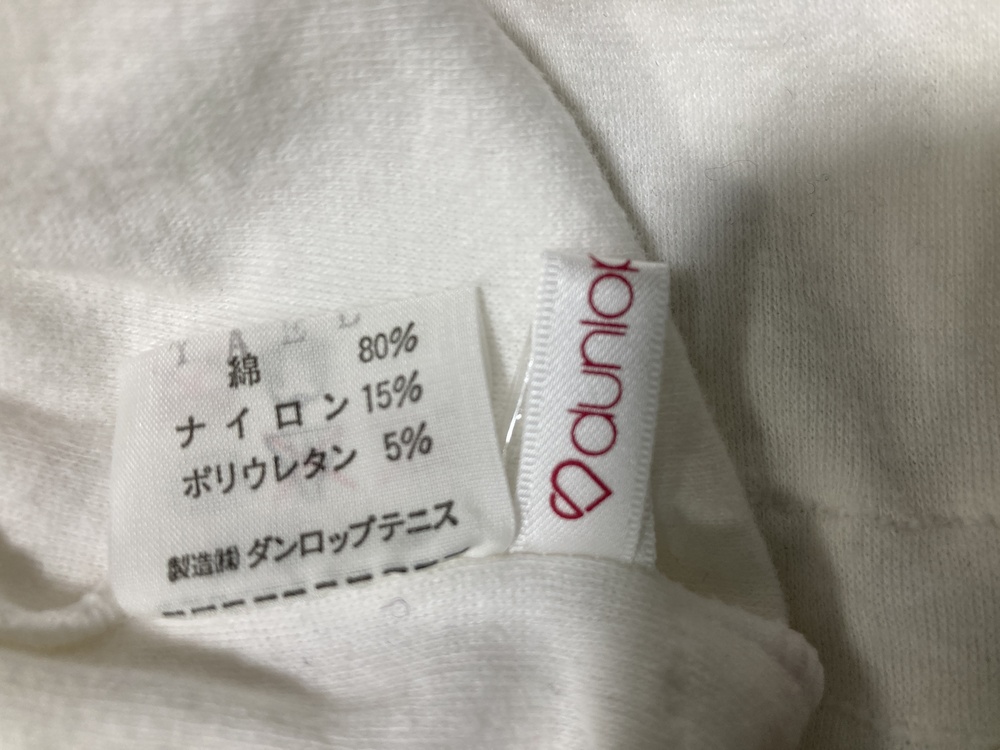 綿 80%
ナイロン 15%
ポリウレタン 5%
製造㈱ダンロップテニス